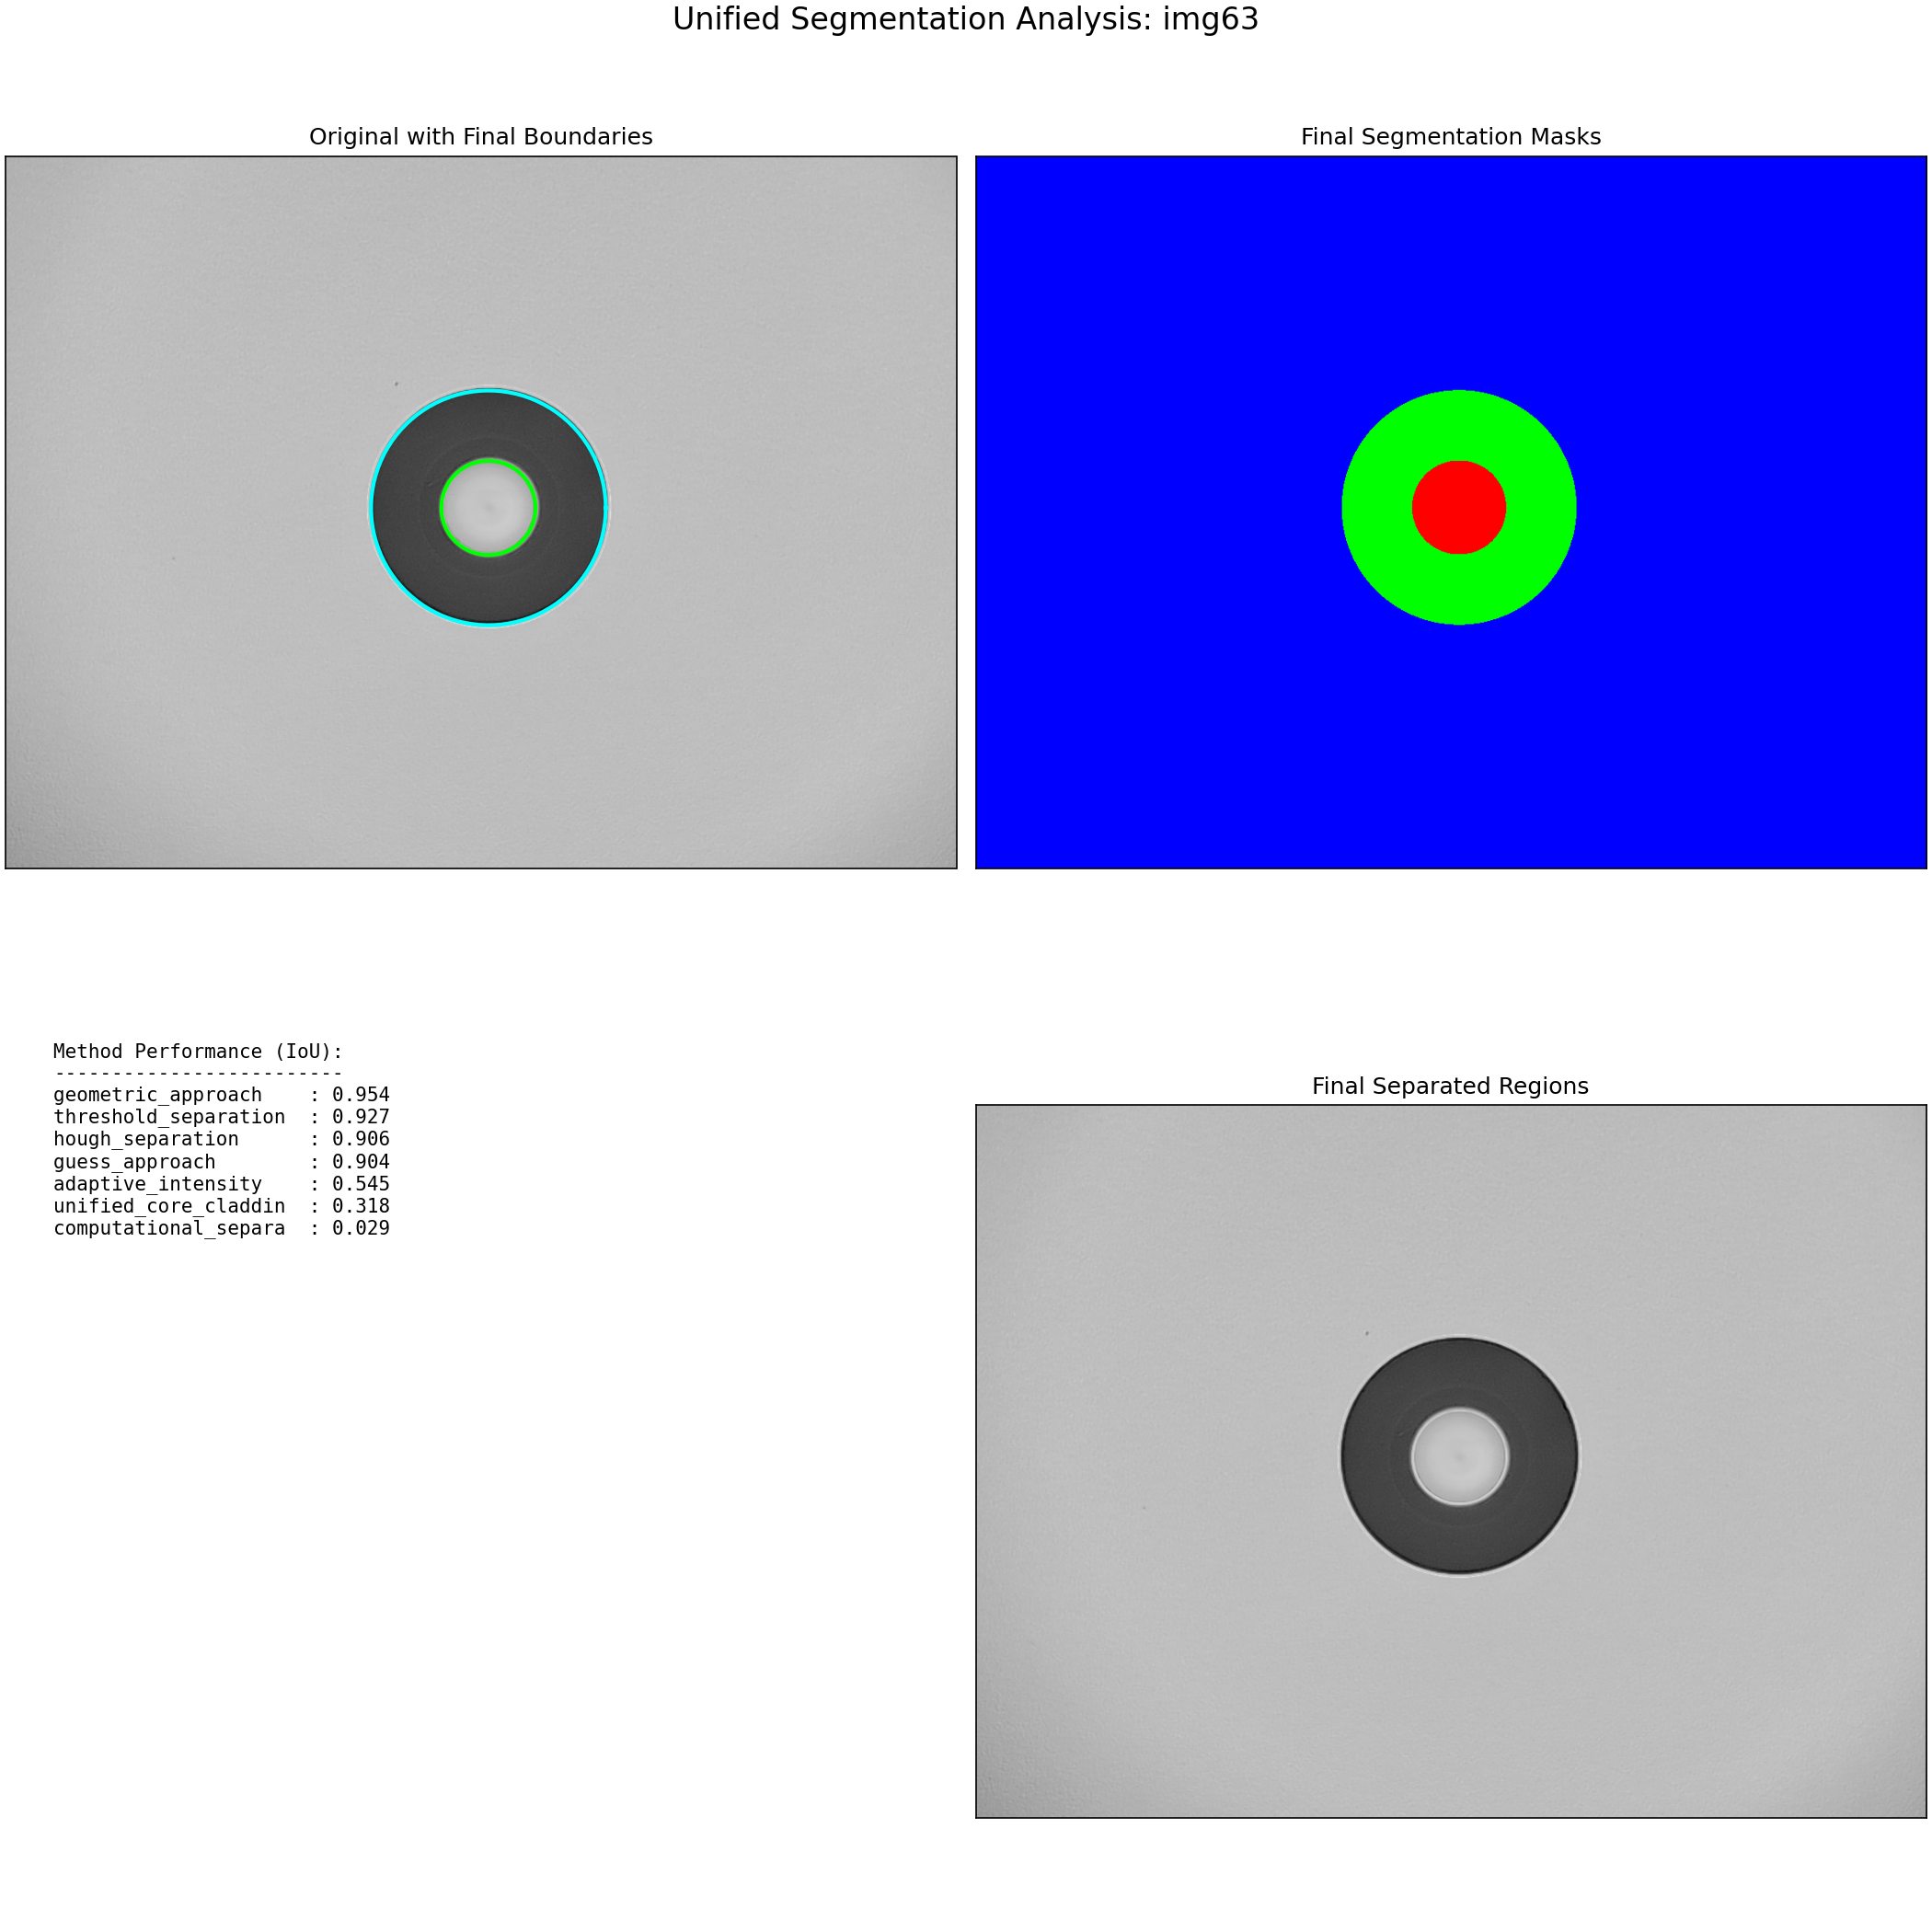 Unified Segmentation Analysis: img63
Original with Final Boundaries
Final Segmentation Masks
Method Performance (IoU):
-------------------------
geometric_approach    : 0.954
threshold_separation  : 0.927
hough_separation      : 0.906
guess_approach        : 0.904
adaptive_intensity    : 0.545
unified_core_claddin  : 0.318
computational_separa  : 0.029
Final Separated Regions